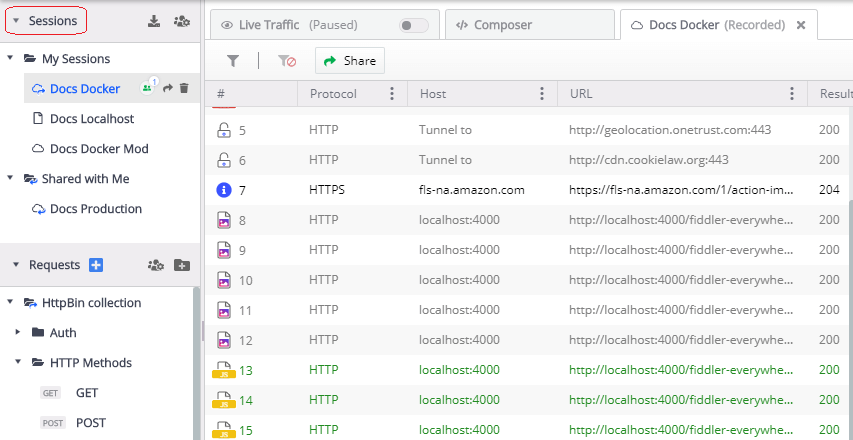 Sessions
My Sessions
Docs Docker 1
Docs Localhost
Docs Docker Mod
Shared with Me
Docs Production
Requests
HttpBin collection
Auth
HTTP Methods
GET GET
POST POST
Live Traffic (Paused) </> Composer Docs Docker (Recorded)
Share
# Protocol Host URL Result
5 HTTP Tunnel to http://geolocation.onetrust.com:443 200
6 HTTP Tunnel to http://cdn.cookielaw.org:443 200
7 HTTPS fls-na.amazon.com https://fls-na.amazon.com/1/action-im... 204
8 HTTP localhost:4000 http://localhost:4000/fiddler-everywhe... 200
9 HTTP localhost:4000 http://localhost:4000/fiddler-everywhe... 200
10 HTTP localhost:4000 http://localhost:4000/fiddler-everywhe... 200
11 HTTP localhost:4000 http://localhost:4000/fiddler-everywhe... 200
12 HTTP localhost:4000 http://localhost:4000/fiddler-everywhe... 200
JS 13 HTTP localhost:4000 http://localhost:4000/fiddler-everywhe... 200
JS 14 HTTP localhost:4000 http://localhost:4000/fiddler-everywhe... 200
JS 15 HTTP localhost:4000 http://localhost:4000/fiddler-everywhe... 200